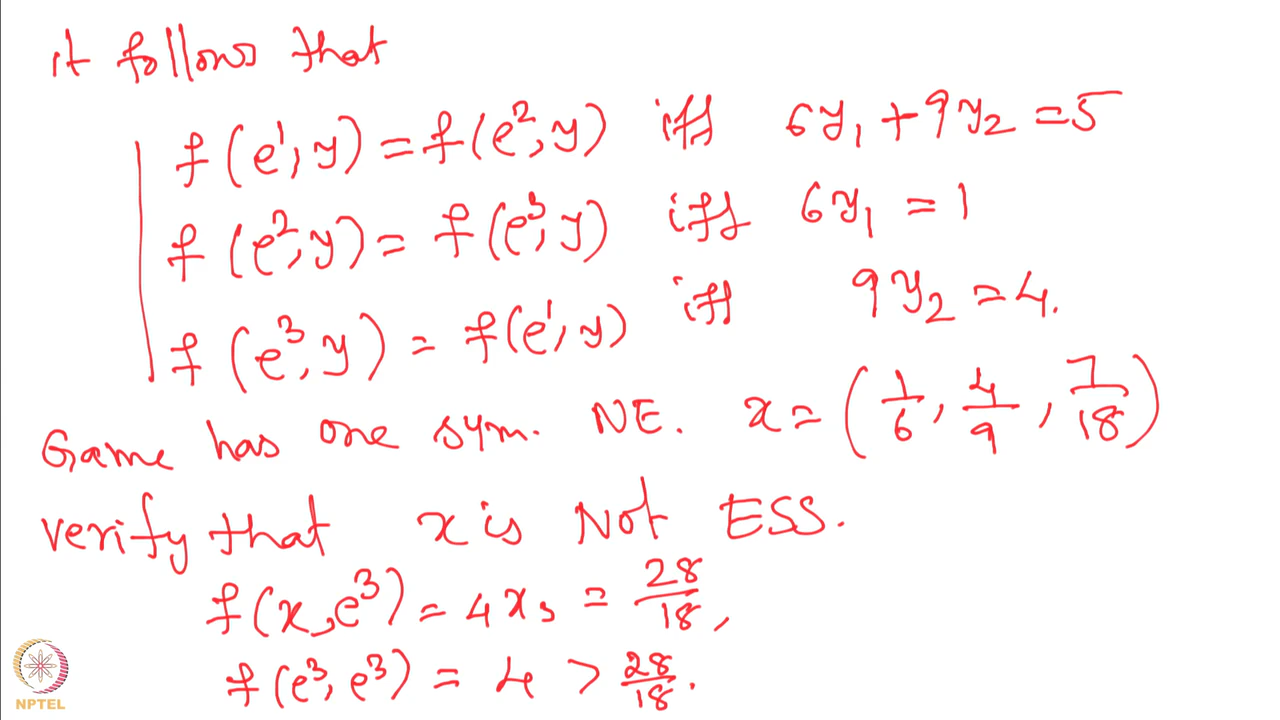 it follows that
f(e¹, y) = f(e², y) iff 6y₁ + 9y₂ = 5
f(e², y) = f(e³, y) iff 6y₁ = 1
f(e³, y) = f(e¹, y) iff 9y₂ = 4.
Game has one sym. NE. x = (1/6, 4/9, 7/18)
verify that x is Not ESS.
f(x, e³) = 4x₃ = 28/18,
f(e³, e³) = 4 > 28/18.
NPTEL